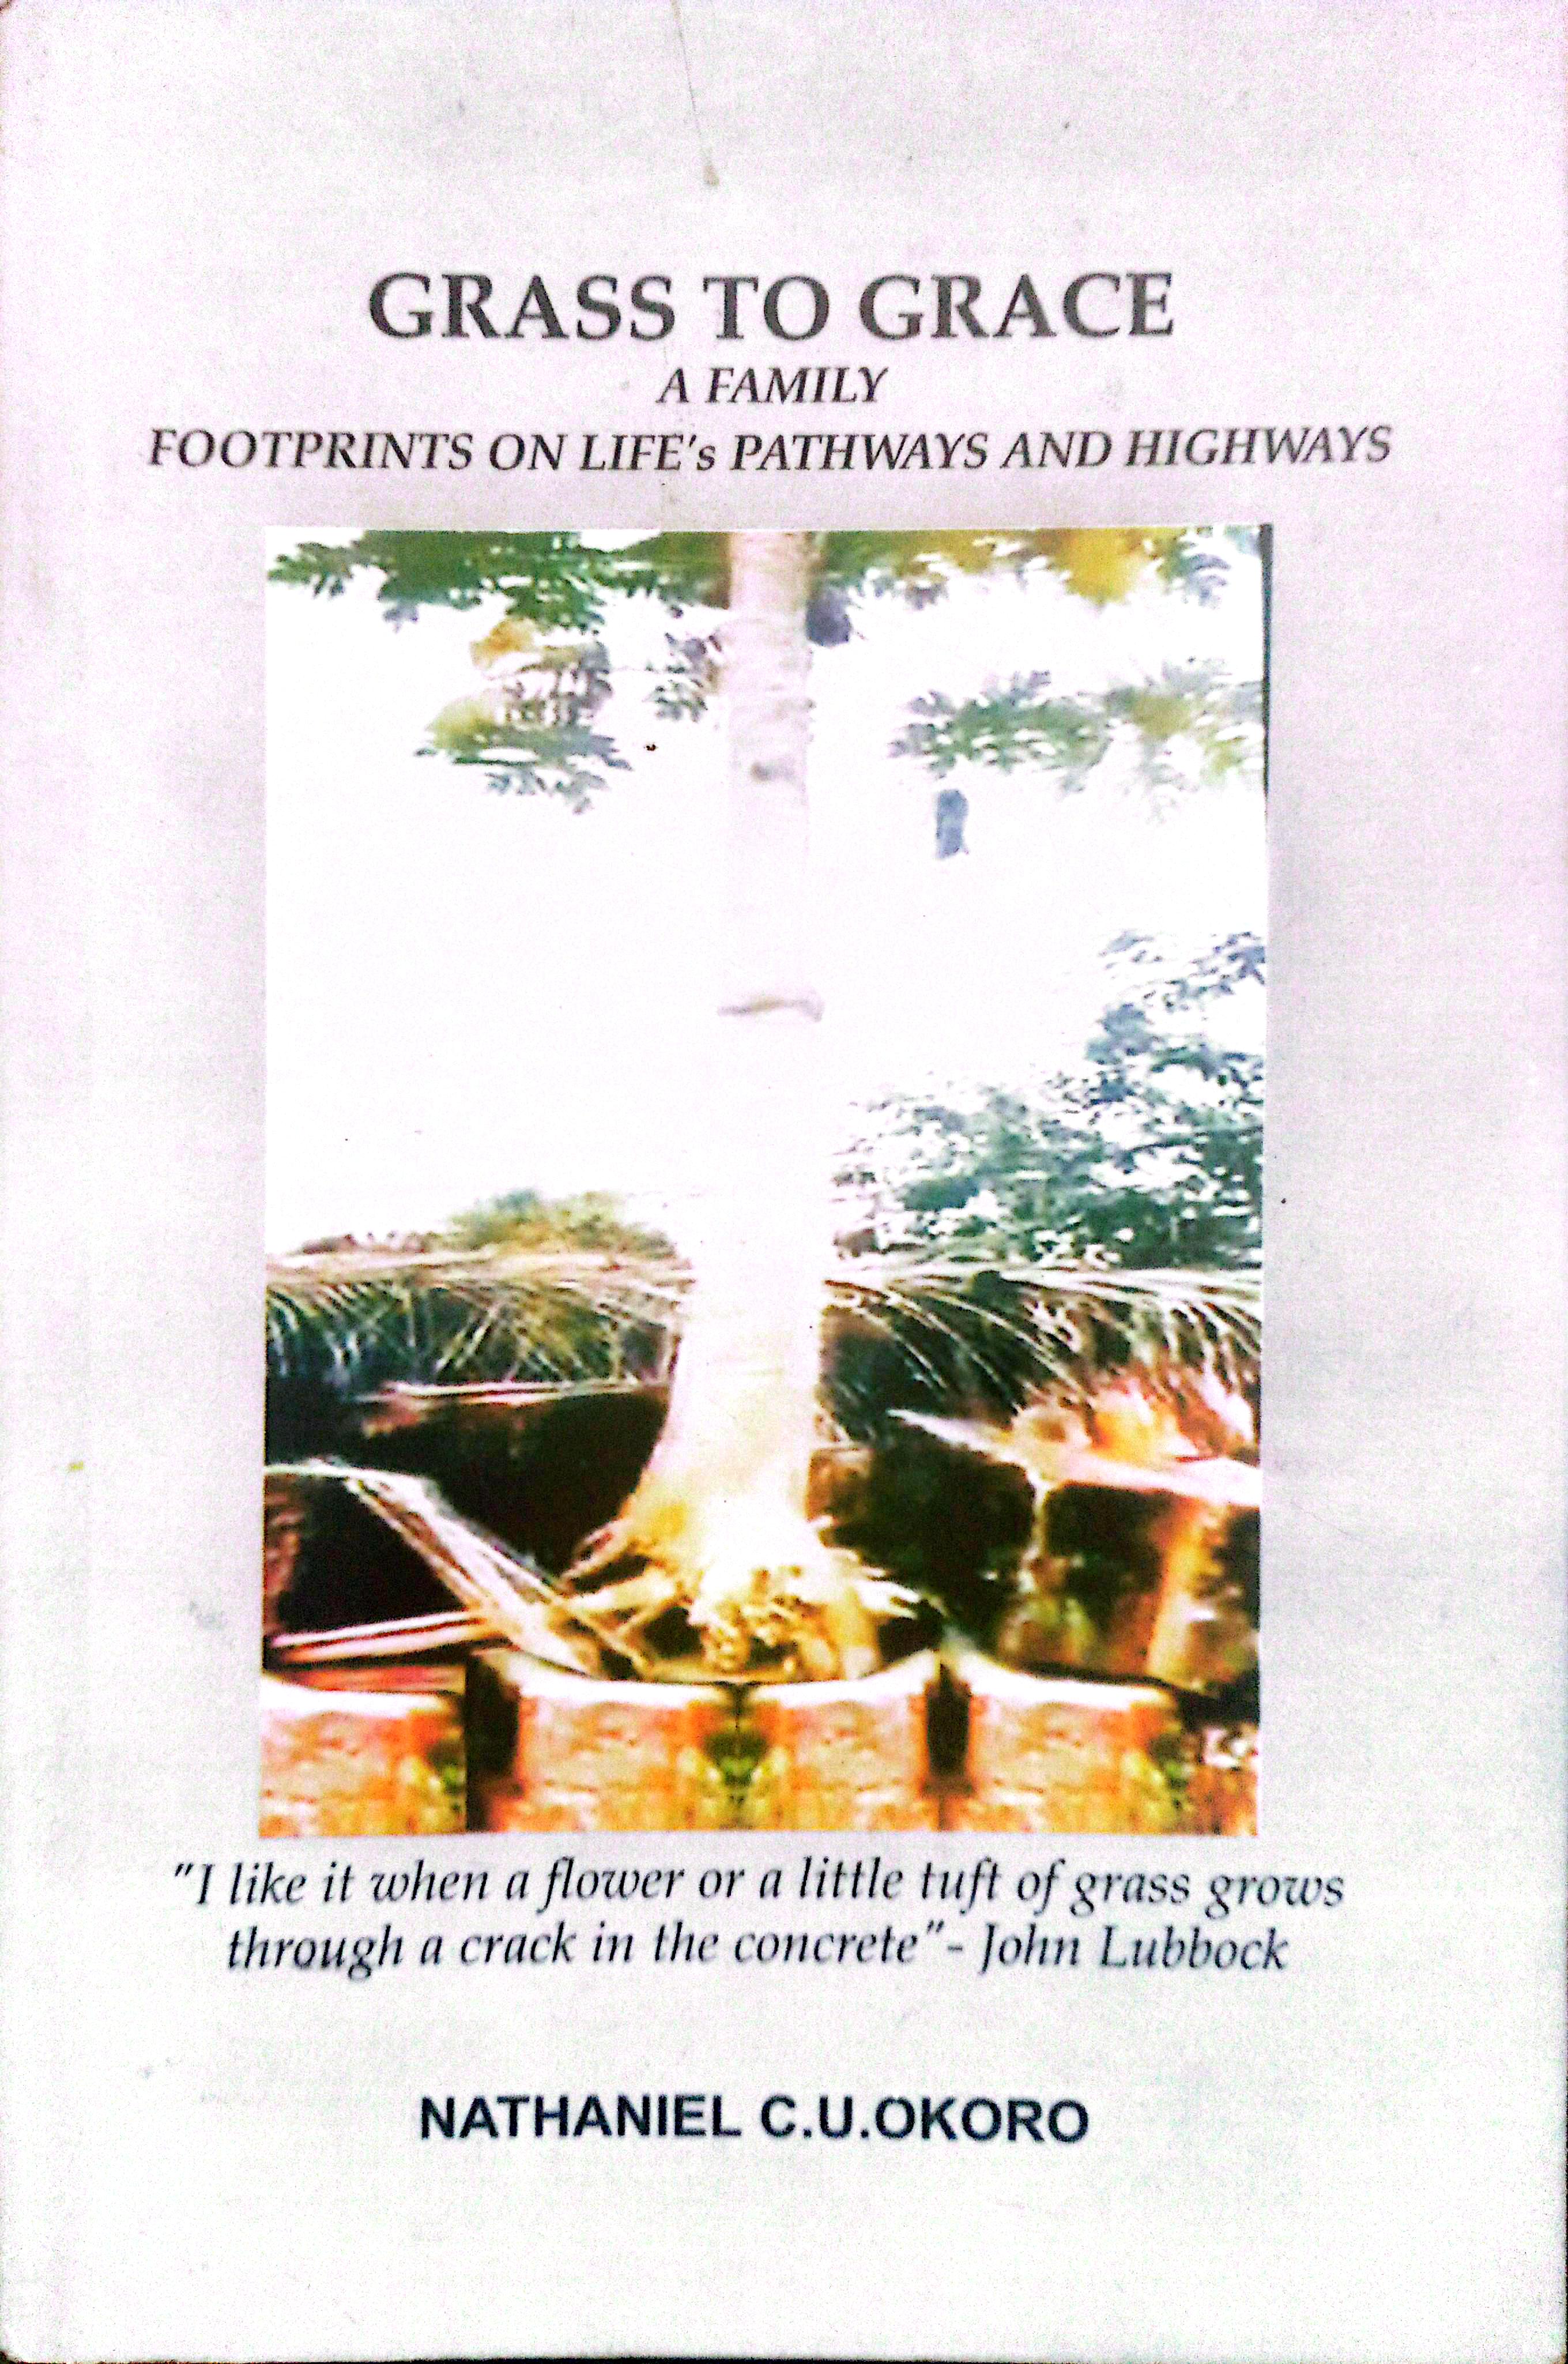 GRASS TO GRACE
A FAMILY
FOOTPRINTS ON LIFE's PATHWAYS AND HIGHWAYS
"I like it when a flower or a little tuft of grass grows
through a crack in the concrete"- John Lubbock
NATHANIEL C.U.OKORO